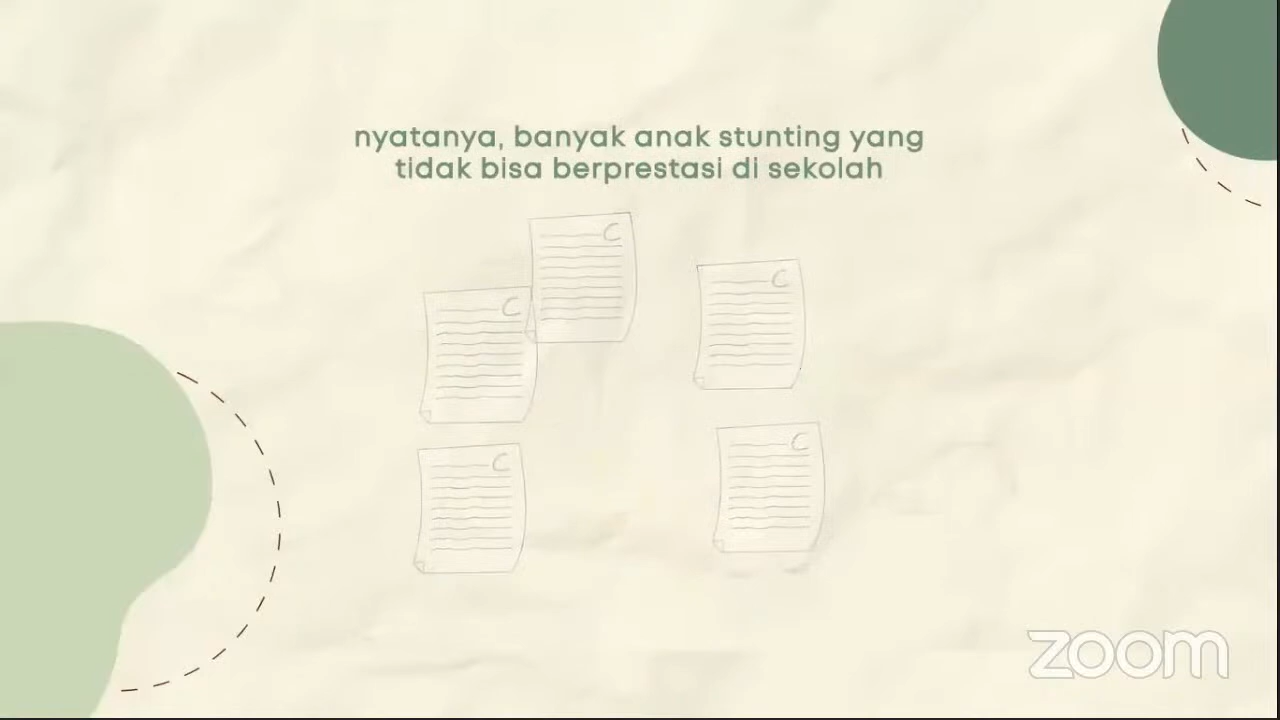 nyatanya, banyak anak stunting yang
tidak bisa berprestasi di sekolah
C
C
C
C
C
zoom